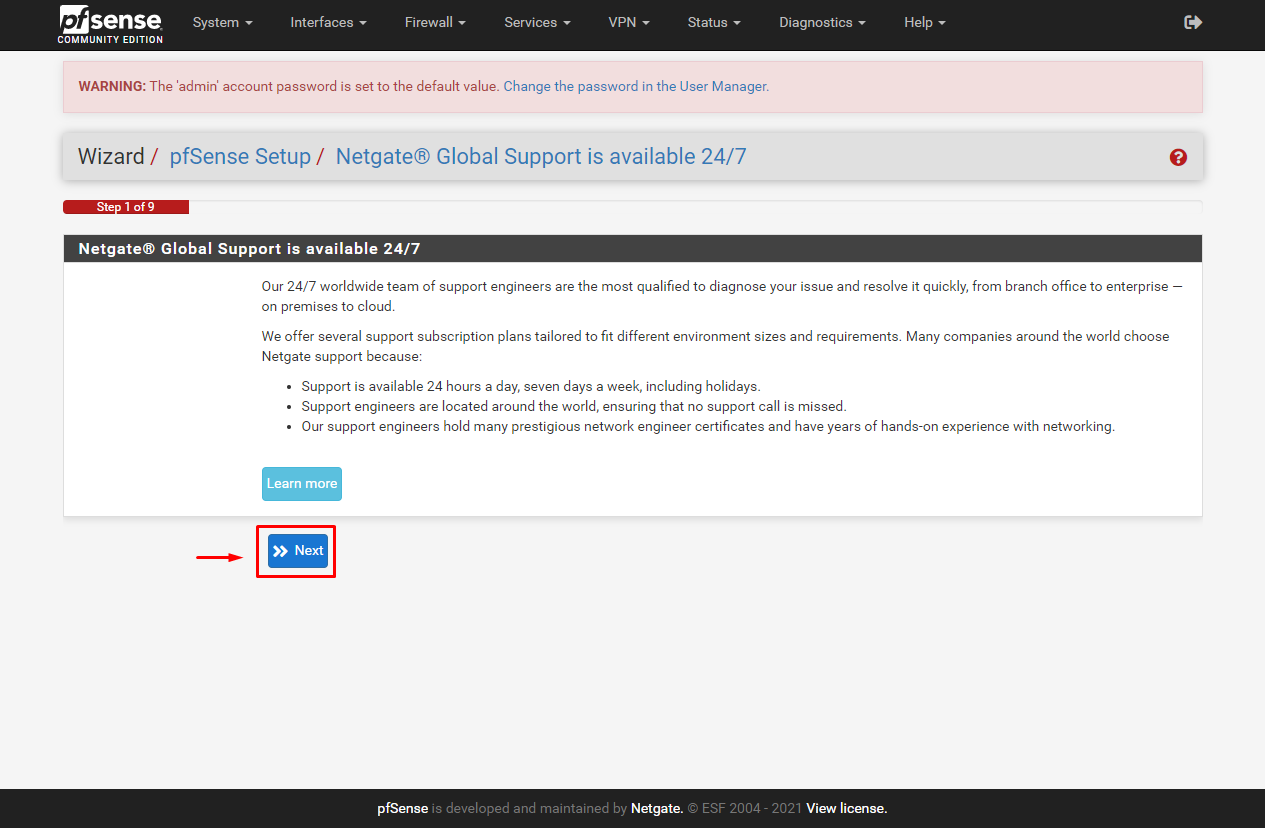 pfsense
COMMUNITY EDITION
System Interfaces Firewall Services VPN Status Diagnostics Help
WARNING: The 'admin' account password is set to the default value. Change the password in the User Manager.
Wizard / pfSense Setup / Netgate® Global Support is available 24/7
Step 1 of 9
Netgate® Global Support is available 24/7
Our 24/7 worldwide team of support engineers are the most qualified to diagnose your issue and resolve it quickly, from branch office to enterprise —
on premises to cloud.
We offer several support subscription plans tailored to fit different environment sizes and requirements. Many companies around the world choose
Netgate support because:
• Support is available 24 hours a day, seven days a week, including holidays.
• Support engineers are located around the world, ensuring that no support call is missed.
• Our support engineers hold many prestigious network engineer certificates and have years of hands-on experience with networking.
Learn more
Next
pfSense is developed and maintained by Netgate. © ESF 2004 - 2021 View license.